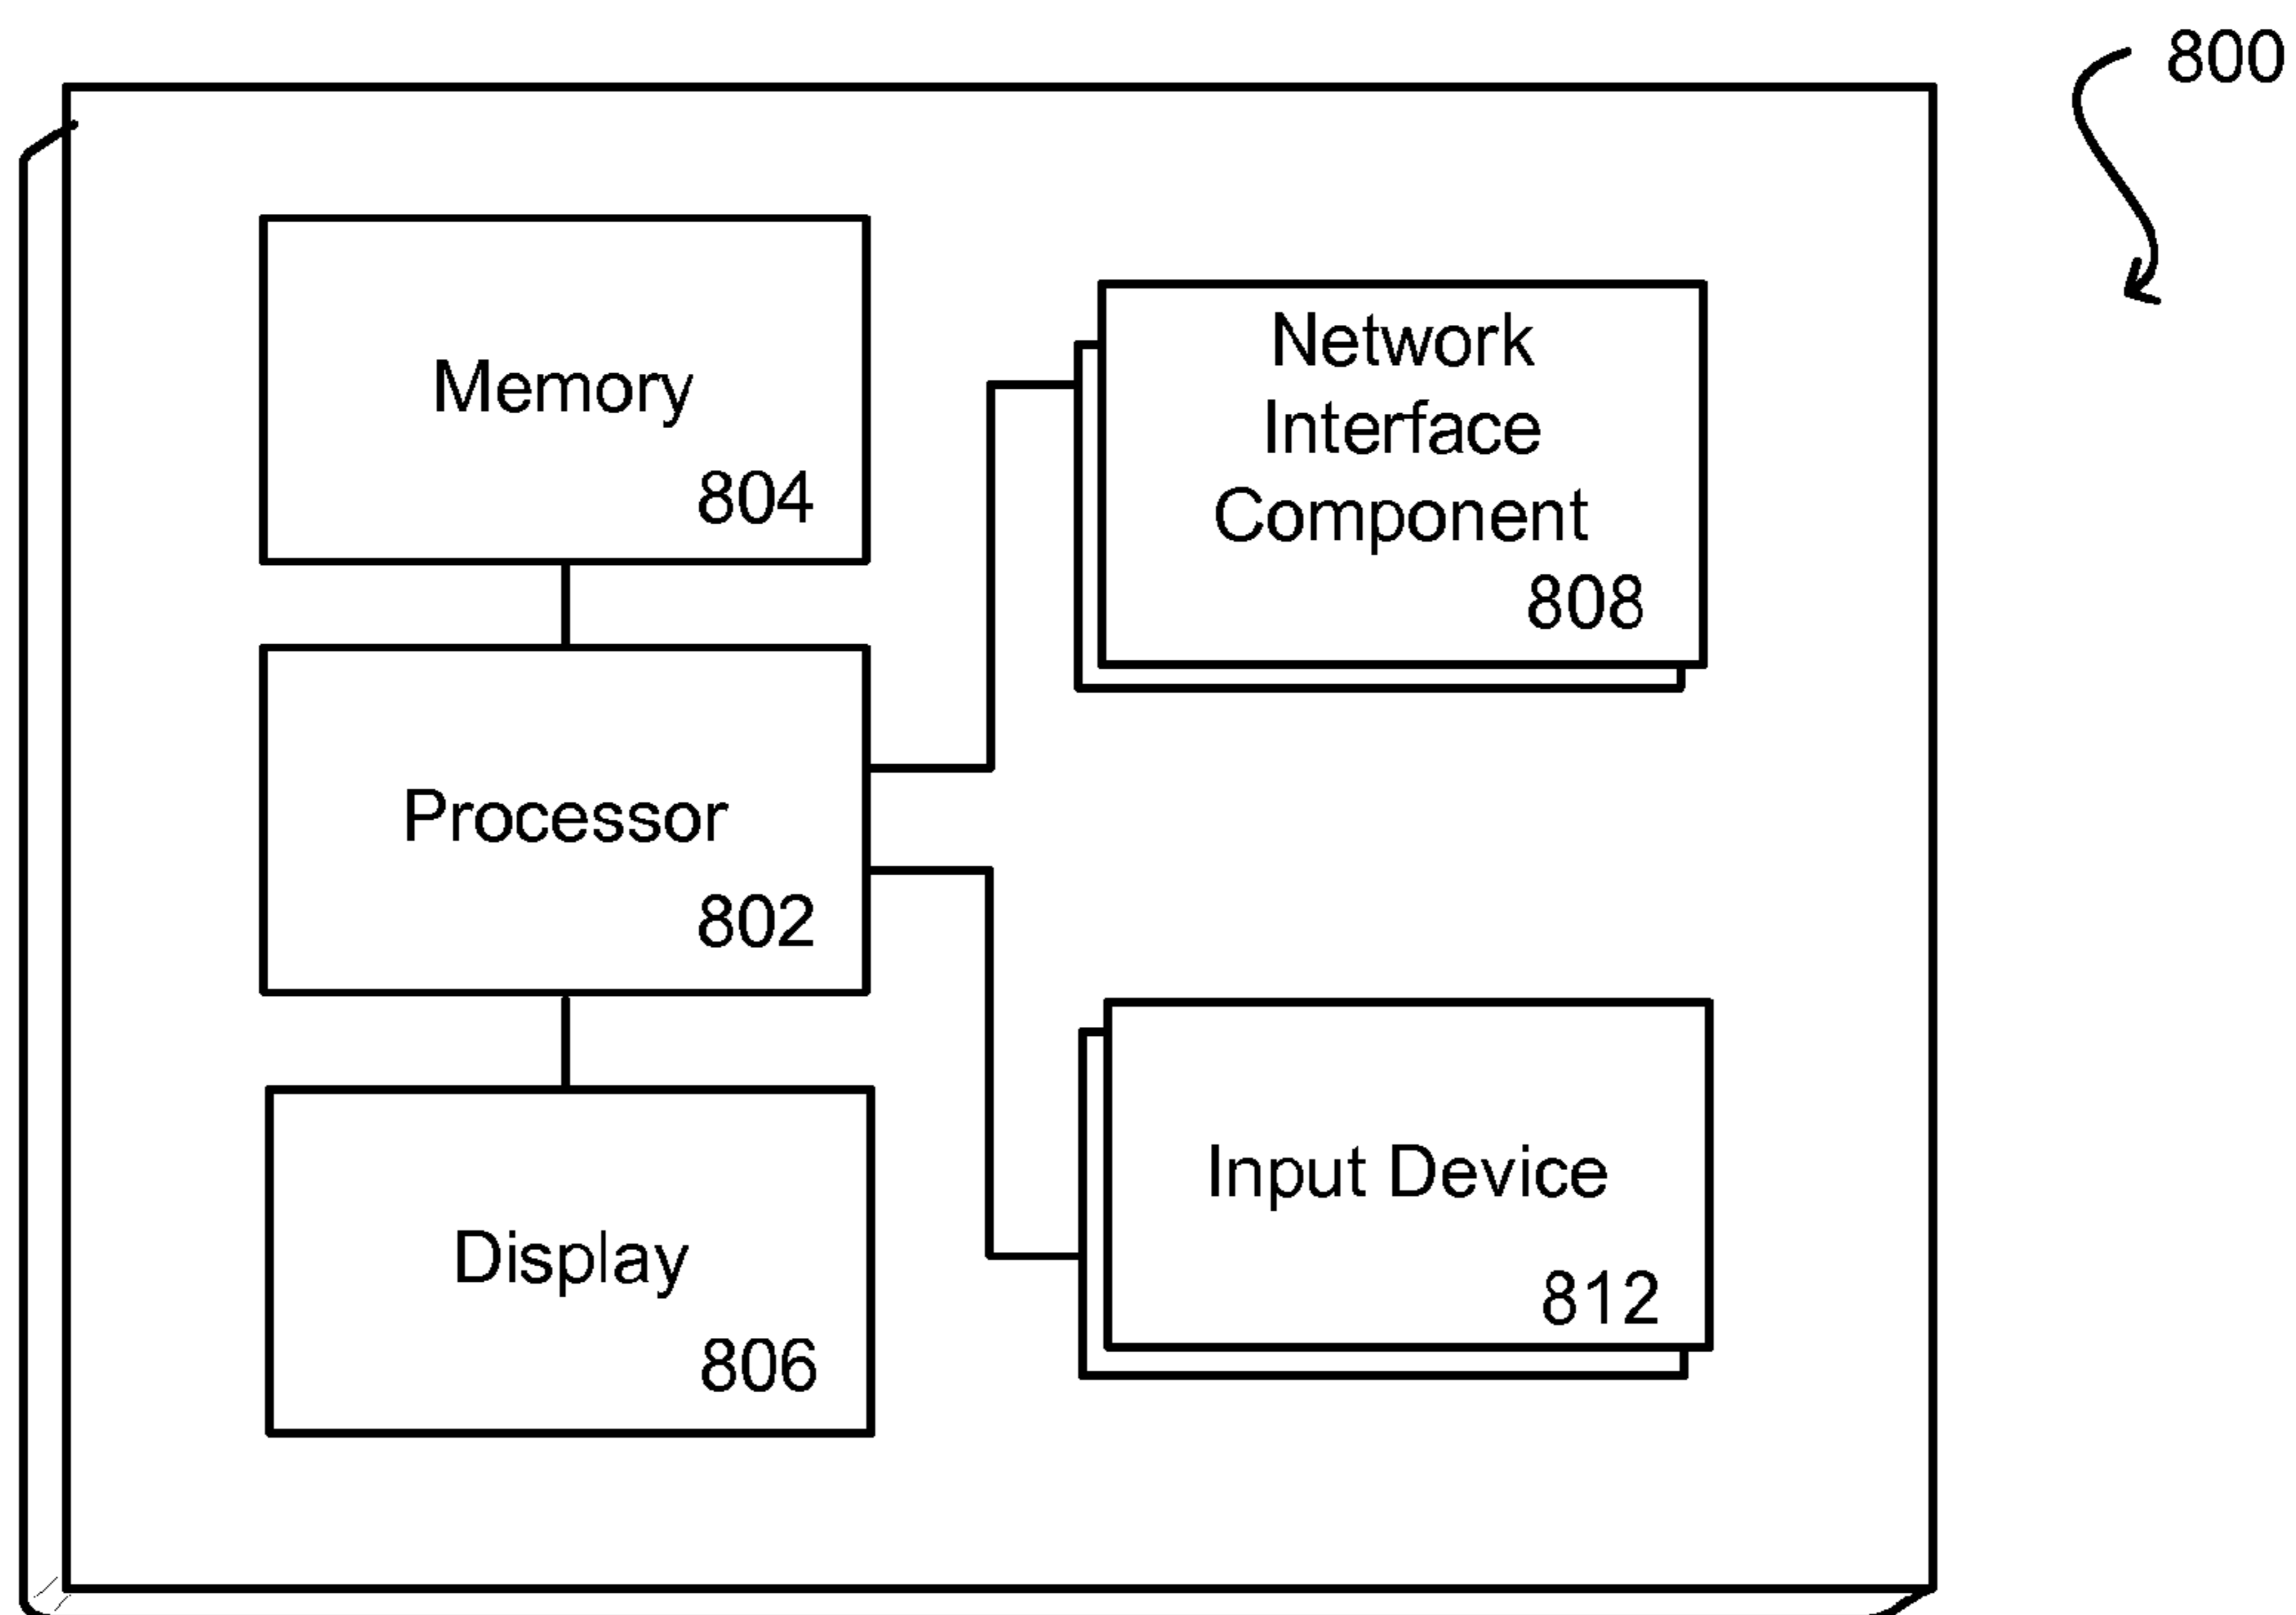 800
Memory
804
Network
Interface
Component
808
Processor
802
Display
806
Input Device
812